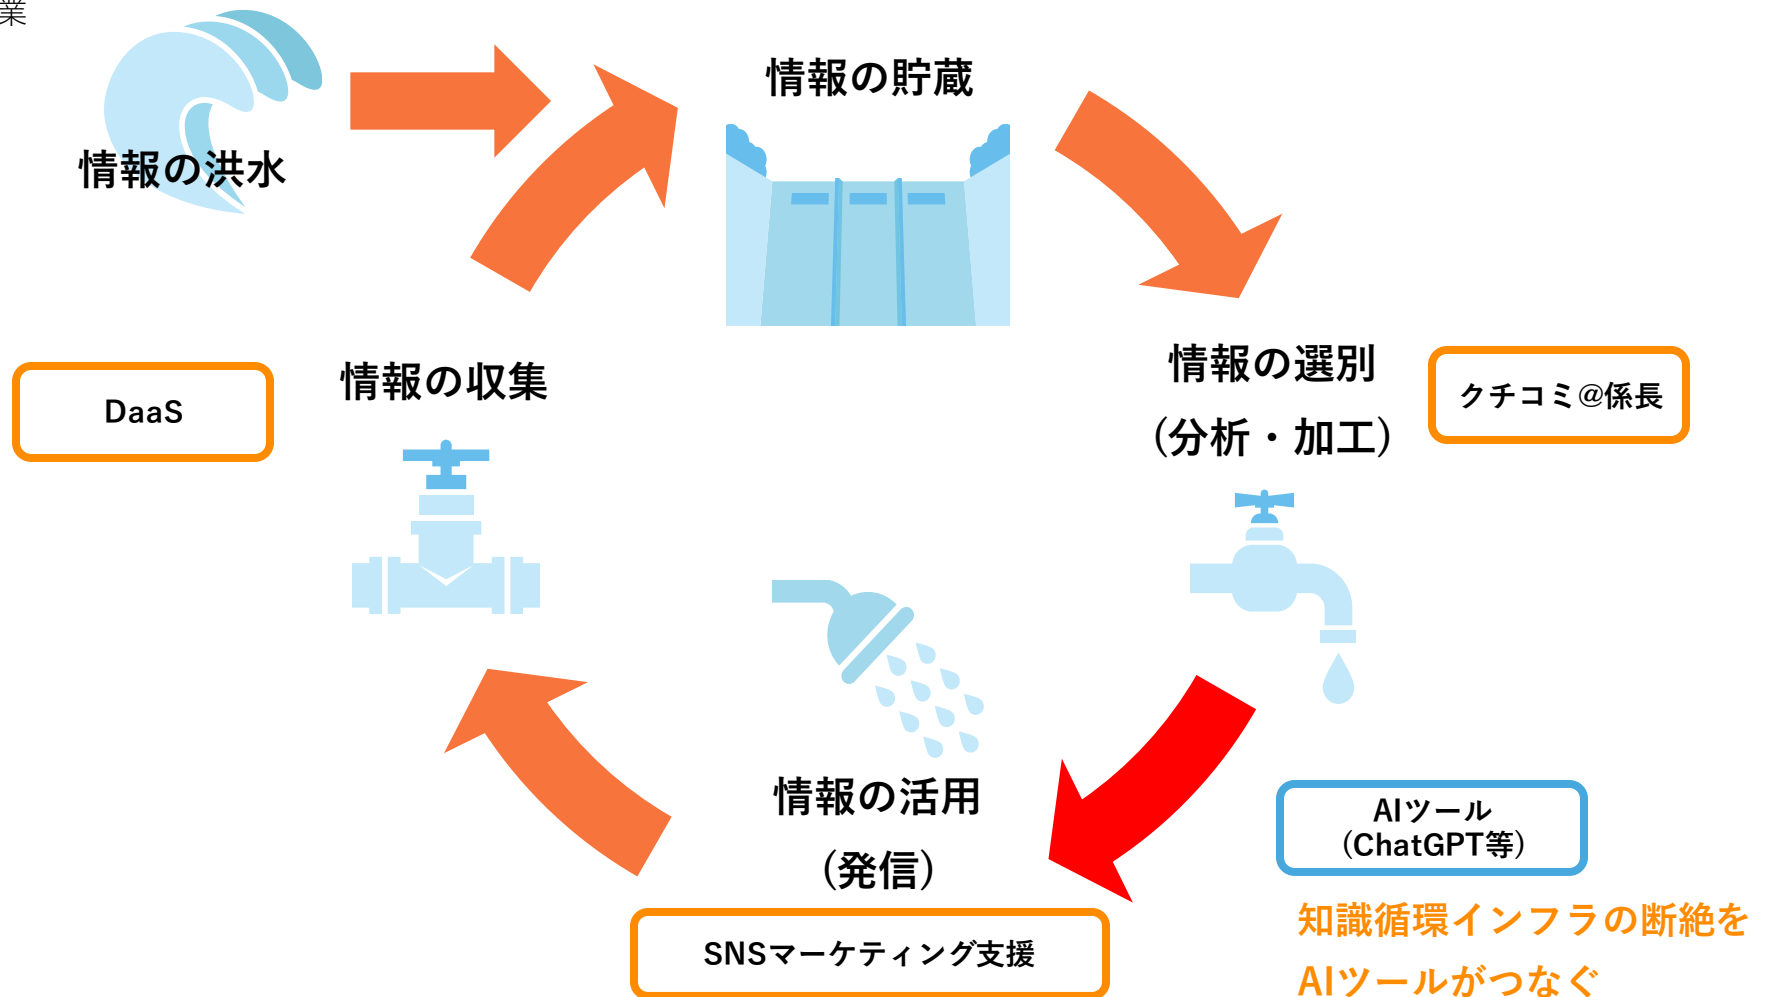 業
情報の洪水
情報の貯蔵
情報の収集
DaaS
情報の選別
(分析・加工)
クチコミ@係長
情報の活用
(発信)
SNSマーケティング支援
AIツール
(ChatGPT等)
知識循環インフラの断絶を
AIツールがつなぐ